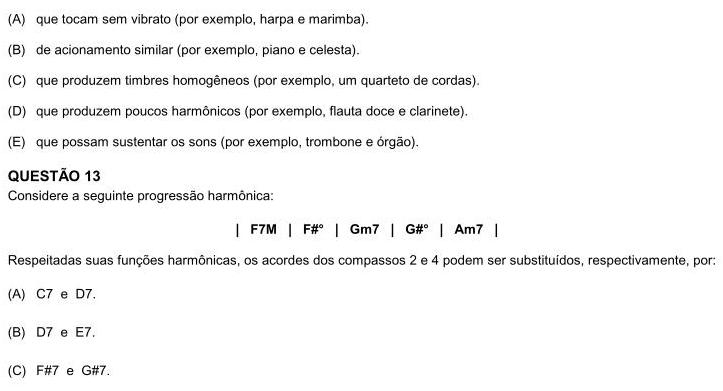 (A) que tocam sem vibrato (por exemplo, harpa e marimba).
(B) de acionamento similar (por exemplo, piano e celesta).
(C) que produzem timbres homogêneos (por exemplo, um quarteto de cordas).
(D) que produzem poucos harmônicos (por exemplo, flauta doce e clarinete).
(E) que possam sustentar os sons (por exemplo, trombone e órgão).
QUESTÃO 13
Considere a seguinte progressão harmônica:
| F7M | F#° | Gm7 | G#° | Am7 |
Respeitadas suas funções harmônicas, os acordes dos compassos 2 e 4 podem ser substituídos, respectivamente, por:
(A) C7 e D7.
(B) D7 e E7.
(C) F#7 e G#7.